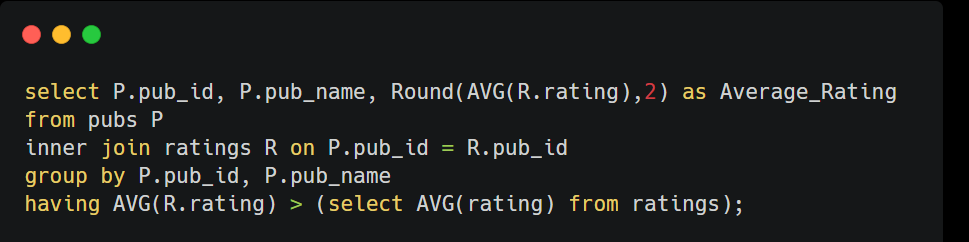 select P.pub_id, P.pub_name, Round(AVG(R.rating),2) as Average_Rating
from pubs P
inner join ratings R on P.pub_id = R.pub_id
group by P.pub_id, P.pub_name
having AVG(R.rating) > (select AVG(rating) from ratings);